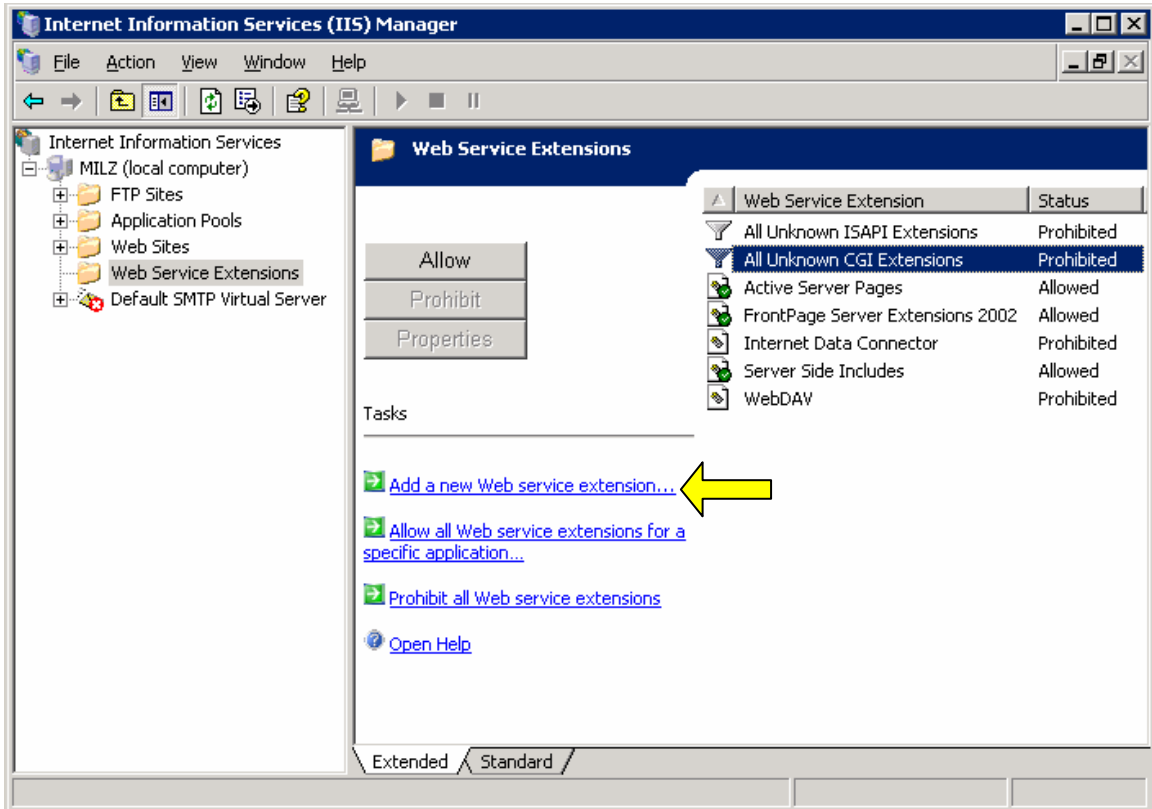 Internet Information Services (IIS) Manager
File Action View Window Help
Internet Information Services
MILZ (local computer)
FTP Sites
Application Pools
Web Sites
Web Service Extensions
Default SMTP Virtual Server
Web Service Extensions
Allow
Prohibit
Properties
Tasks
Add a new Web service extension...
Allow all Web service extensions for a
specific application...
Prohibit all Web service extensions
Open Help
Web Service Extension Status
All Unknown ISAPI Extensions Prohibited
All Unknown CGI Extensions Prohibited
Active Server Pages Allowed
FrontPage Server Extensions 2002 Allowed
Internet Data Connector Prohibited
Server Side Includes Allowed
WebDAV Prohibited
Extended Standard